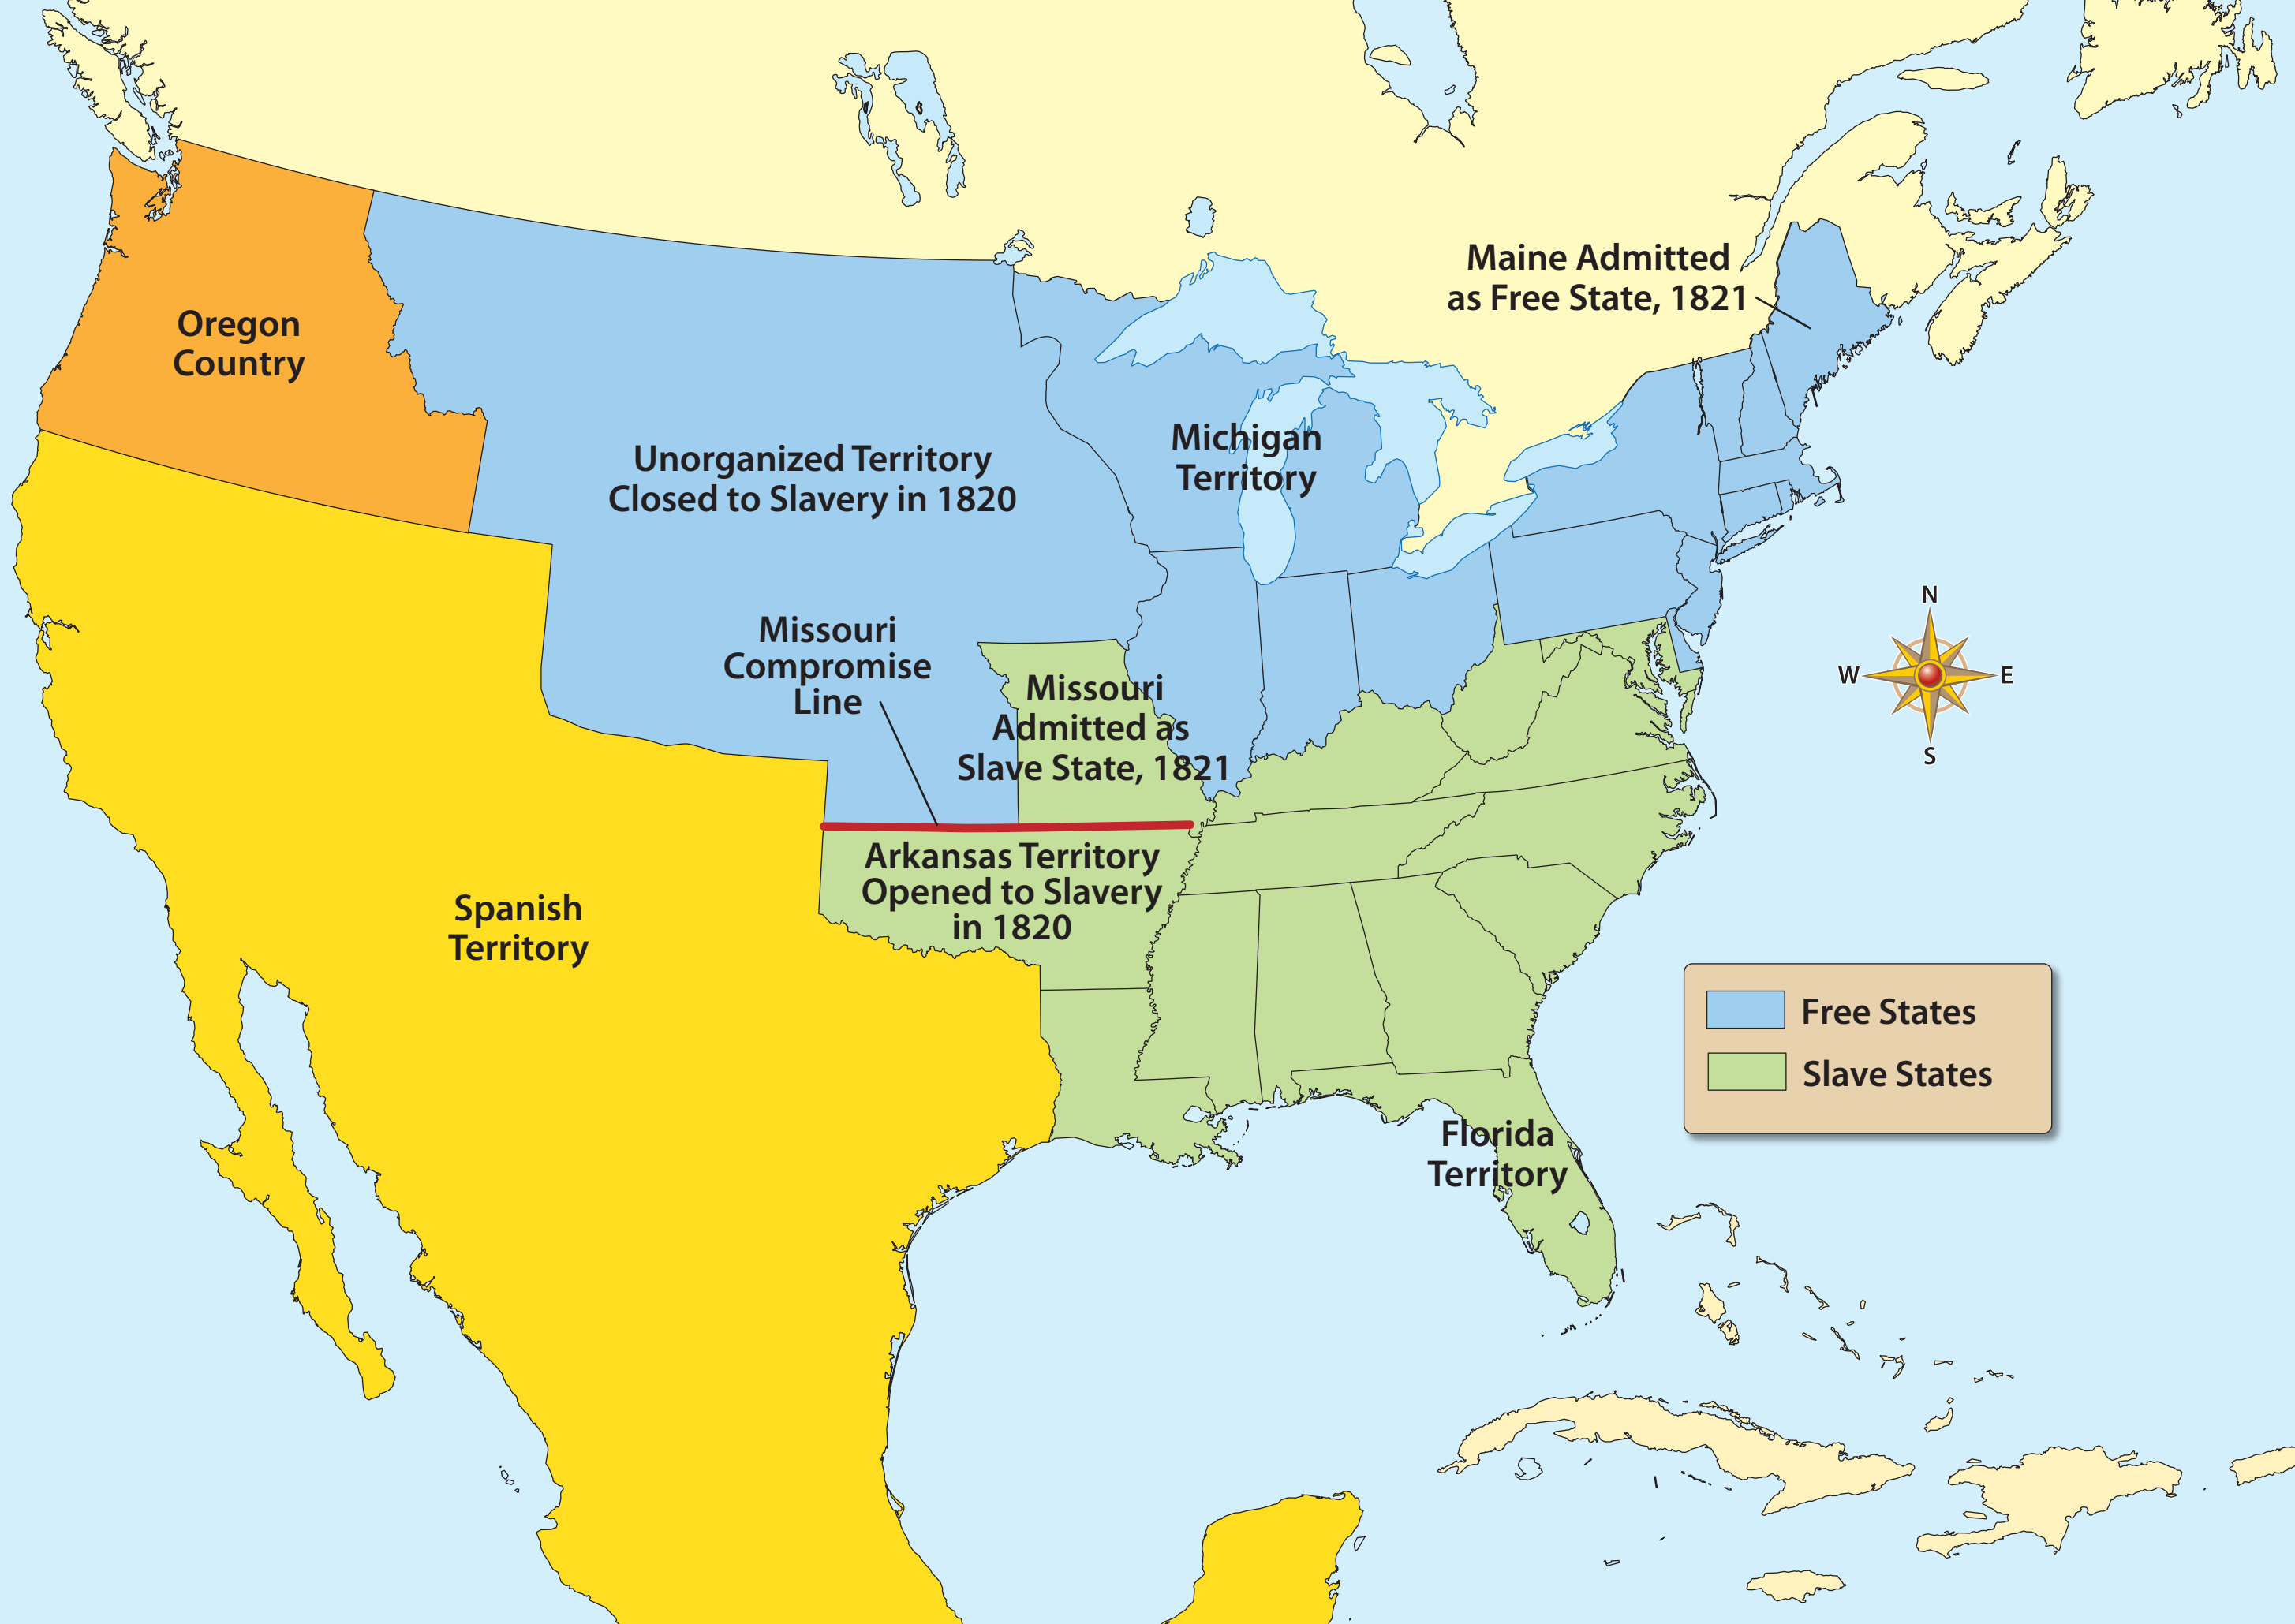 Maine Admitted
as Free State, 1821
Oregon
Country
Michigan
Territory
Unorganized Territory
Closed to Slavery in 1820
N
W
E
S
Missouri
Compromise
Line
Missouri
Admitted as
Slave State, 1821
Arkansas Territory
Opened to Slavery
in 1820
Spanish
Territory
Free States
Slave States
Florida
Territory